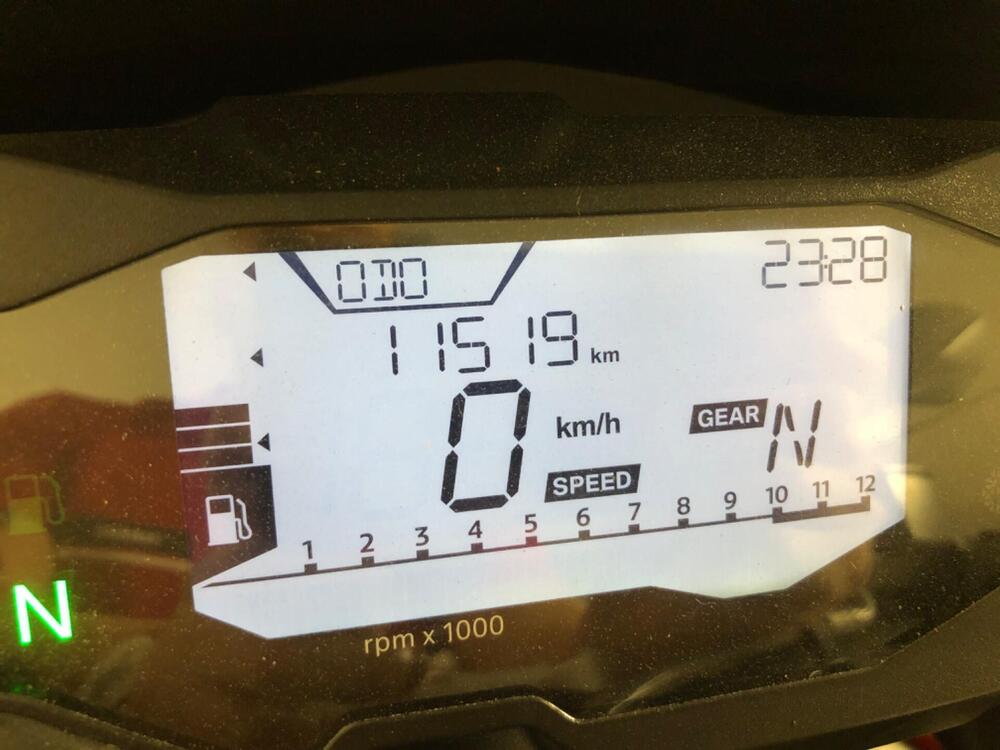 ODO 23:28
11519 km
0 km/h GEAR N
SPEED
1 2 3 4 5 6 7 8 9 10 11 12
N
rpm x 1000